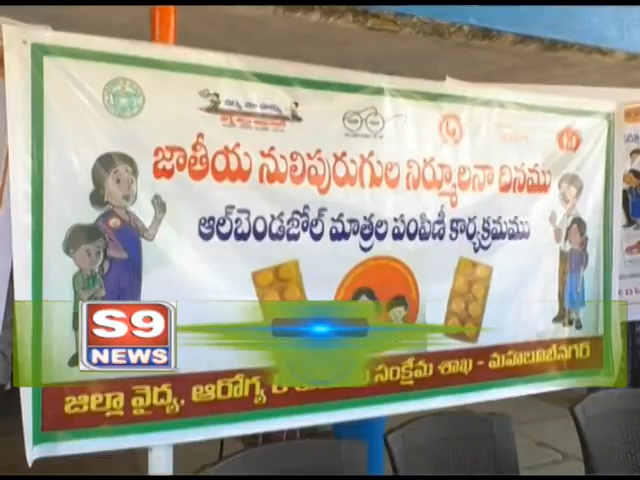 జాతీయ నులిపురుగుల నిర్మూలనా దినము
ఆల్‌బెండజోల్ మాత్రల పంపిణీ కార్యక్రమము
S9
NEWS
జిల్లా వైద్య, ఆరోగ్య సంక్షేమ శాఖ - మహబూబ్‌నగర్